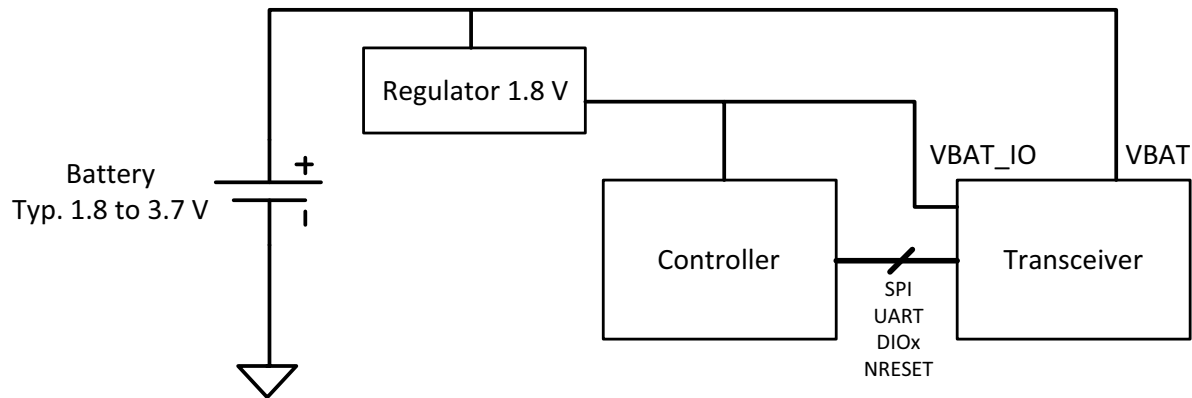 Regulator 1.8 V
VBAT_IO
VBAT
Battery
Typ. 1.8 to 3.7 V
+
–
Controller
Transceiver
SPI
UART
DIOx
NRESET